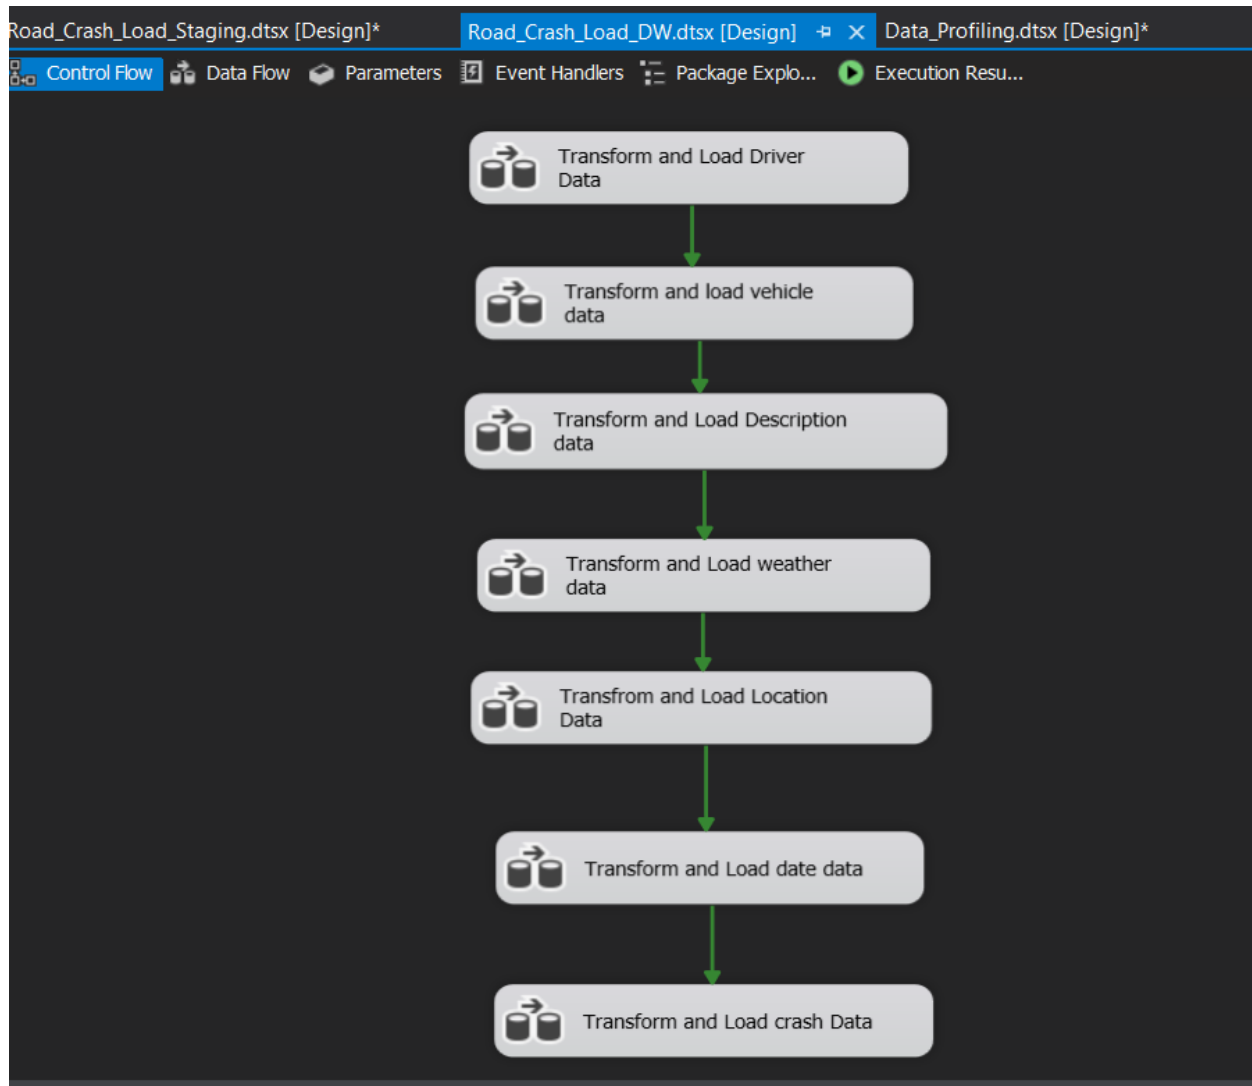 Road_Crash_Load_Staging.dtsx [Design]* Road_Crash_Load_DW.dtsx [Design] Data_Profiling.dtsx [Design]*
Control Flow Data Flow Parameters Event Handlers Package Explo... Execution Resu...
Transform and Load Driver
Data
Transform and load vehicle
data
Transform and Load Description
data
Transform and Load weather
data
Transfrom and Load Location
Data
Transform and Load date data
Transform and Load crash Data